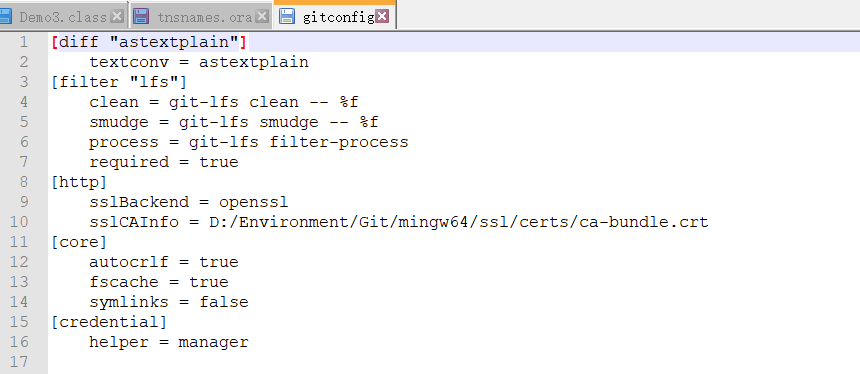 Demo3.class tnsnames.ora gitconfig
1 [diff "astextplain"]
2 textconv = astextplain
3 [filter "lfs"]
4 clean = git-lfs clean -- %f
5 smudge = git-lfs smudge -- %f
6 process = git-lfs filter-process
7 required = true
8 [http]
9 sslBackend = openssl
10 sslCAInfo = D:/Environment/Git/mingw64/ssl/certs/ca-bundle.crt
11 [core]
12 autocrlf = true
13 fscache = true
14 symlinks = false
15 [credential]
16 helper = manager
17